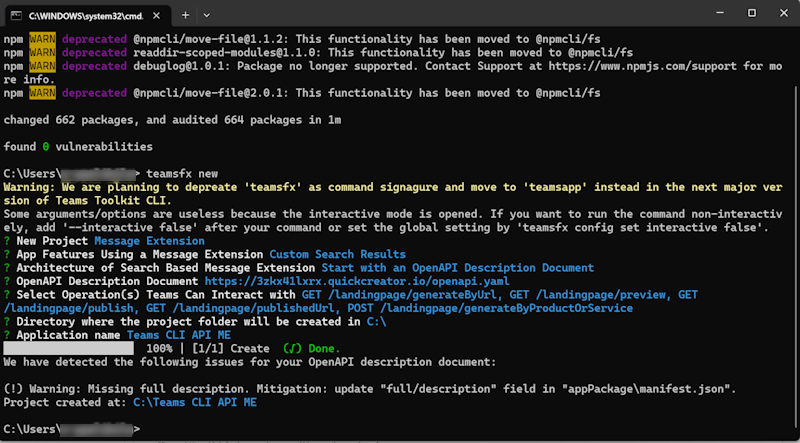 C:\WINDOWS\system32\cmd.
npm WARN deprecated @npmcli/move-file@1.1.2: This functionality has been moved to @npmcli/fs
npm WARN deprecated readdir-scoped-modules@1.1.0: This functionality has been moved to @npmcli/fs
npm WARN deprecated debuglog@1.0.1: Package no longer supported. Contact Support at https://www.npmjs.com/support for mo
re info.
npm WARN deprecated @npmcli/move-file@2.0.1: This functionality has been moved to @npmcli/fs
changed 662 packages, and audited 664 packages in 1m
found 0 vulnerabilities
C:\Users\> teamsfx new
Warning: We are planning to depreate 'teamsfx' as command signagure and move to 'teamsapp' instead in the next major ver
sion of Teams Toolkit CLI.
Some arguments/options are useless because the interactive mode is opened. If you want to run the command non-interactiv
ely, add '--interactive false' after your command or set the global setting by 'teamsfx config set interactive false'.
? New Project Message Extension
? App Features Using a Message Extension Custom Search Results
? Architecture of Search Based Message Extension Start with an OpenAPI Description Document
? OpenAPI Description Document https://3zkx41lxrx.quickcreator.io/openapi.yaml
? Select Operation(s) Teams Can Interact with GET /landingpage/generateByUrl, GET /landingpage/preview, GET
/landingpage/publish, GET /landingpage/publishedUrl, POST /landingpage/generateByProductOrService
? Directory where the project folder will be created in C:\
? Application name Teams CLI API ME
100% | [1/1] Create (√) Done.
We have detected the following issues for your OpenAPI description document:
(!) Warning: Missing full description. Mitigation: update "full/description" field in "appPackage\manifest.json".
Project created at: C:\Teams CLI API ME
C:\Users\>